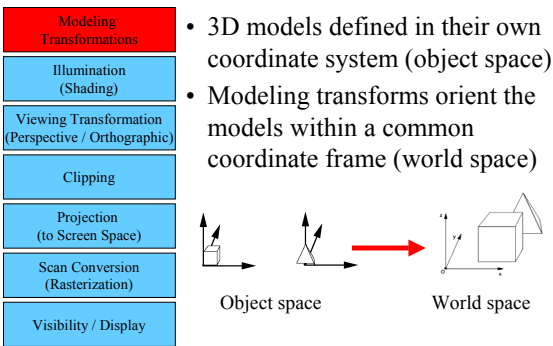 Modeling
Transformations
Illumination
(Shading)
Viewing Transformation
(Perspective / Orthographic)
Clipping
Projection
(to Screen Space)
Scan Conversion
(Rasterization)
Visibility / Display
• 3D models defined in their own
coordinate system (object space)
• Modeling transforms orient the
models within a common
coordinate frame (world space)
z
y
O
x
Object space
World space